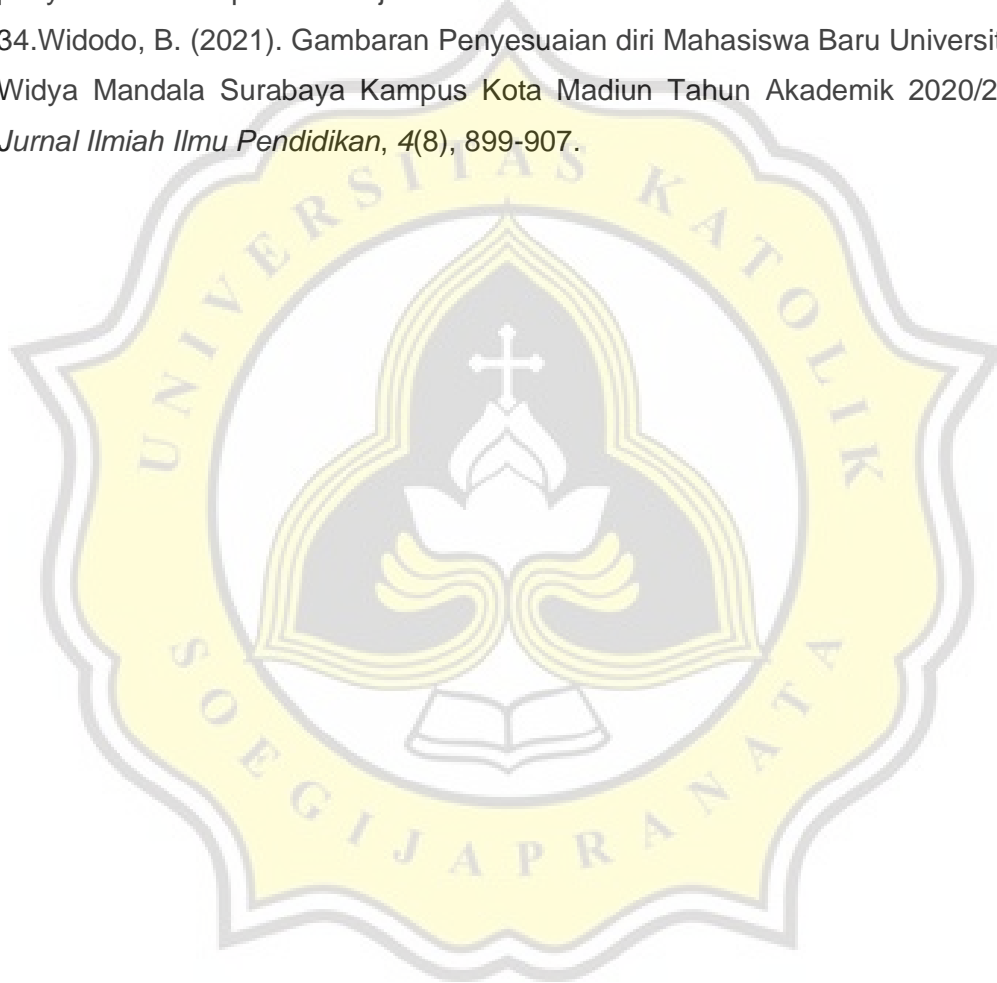 34.Widodo, B. (2021). Gambaran Penyesuaian diri Mahasiswa Baru Universit
Widya Mandala Surabaya Kampus Kota Madiun Tahun Akademik 2020/2
Jurnal Ilmiah Ilmu Pendidikan, 4(8), 899-907.
UNIVERSITAS KATOLIK
SOEGIJAPRANATA